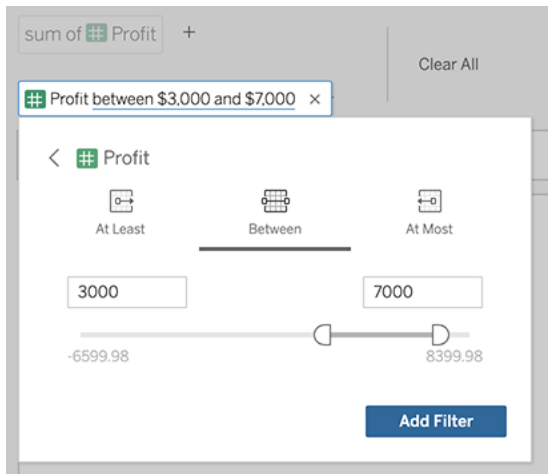 sum of Profit +
Clear All
Profit between $3,000 and $7,000 ×
Profit
At Least Between At Most
3000 7000
-6599.98 8399.98
Add Filter